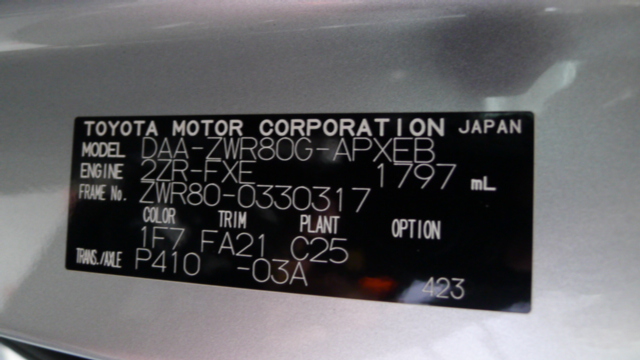 TOYOTA MOTOR CORPORATION JAPAN
MODEL DAA-ZWR80G-APXEB
ENGINE 2ZR-FXE 1797 mL
FRAME No. ZWR80-0330317
COLOR TRIM PLANT OPTION
1F7 FA21 C25
TRANS./AXLE P410 -03A
423